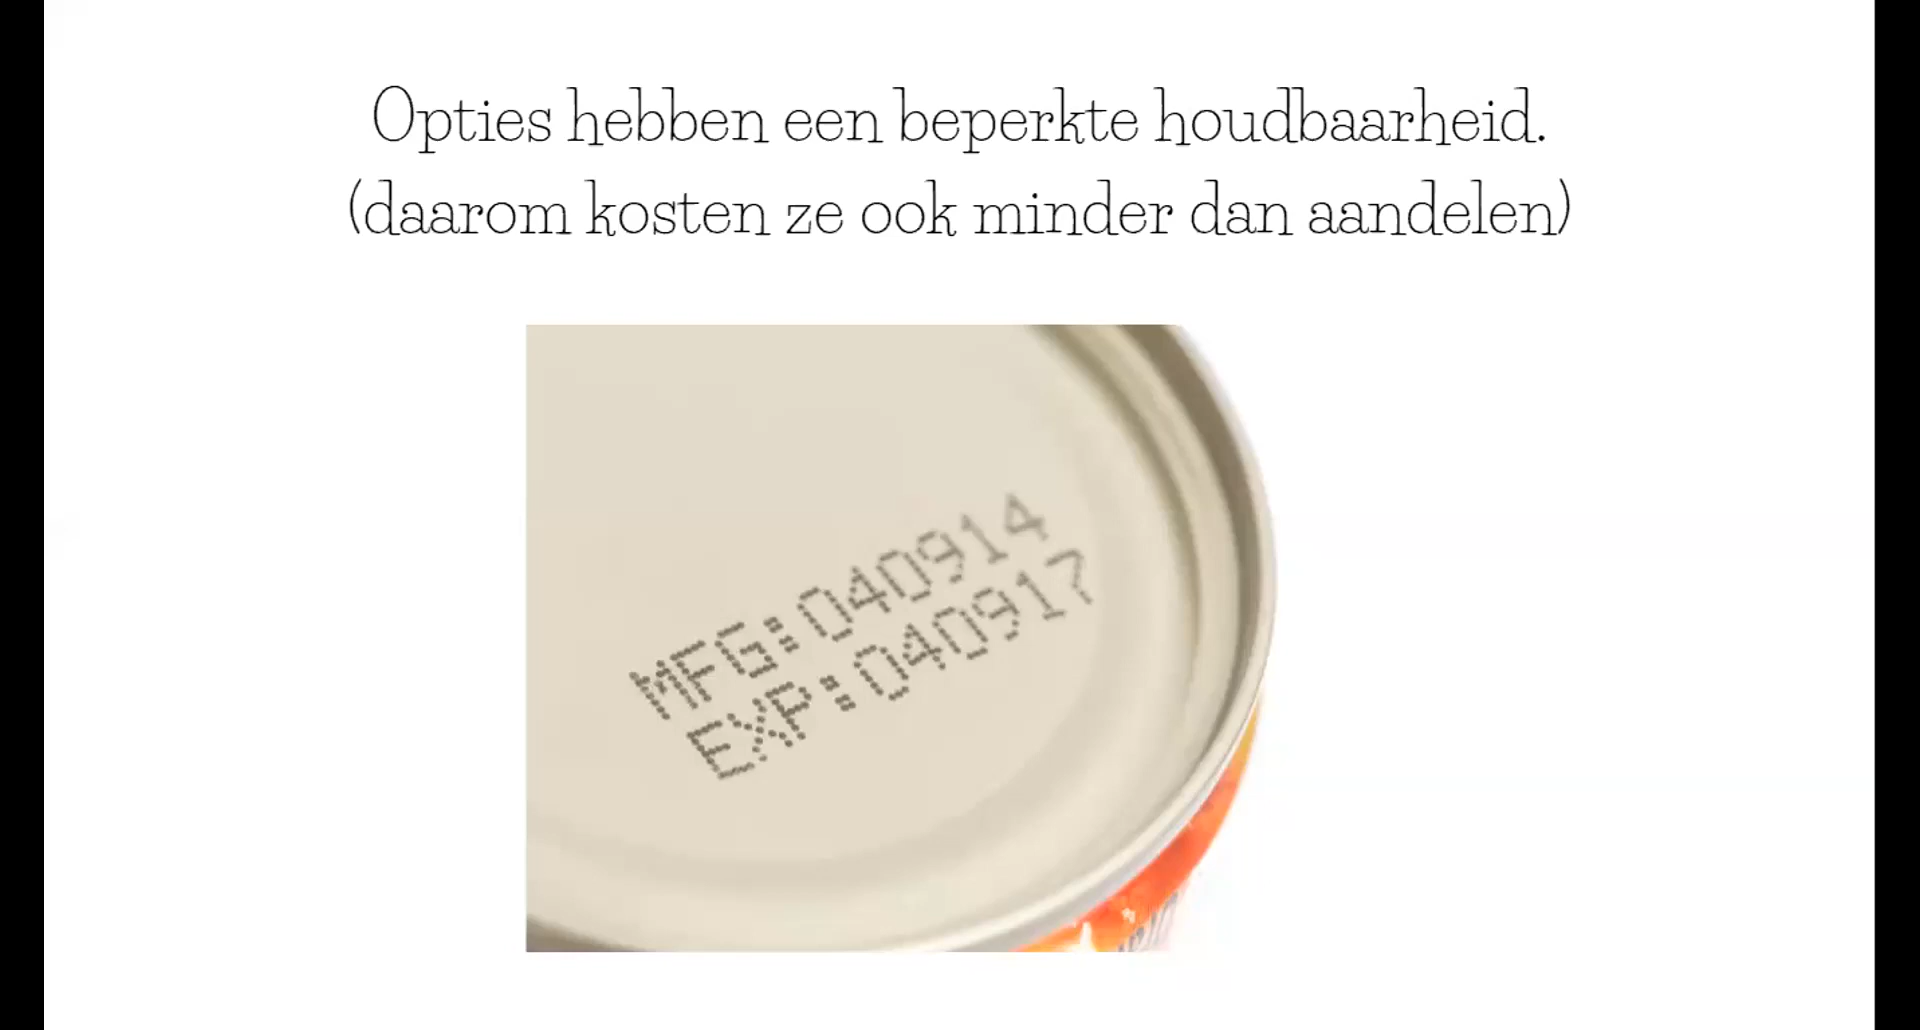 Opties hebben een beperkte houdbaarheid.
(daarom kosten ze ook minder dan aandelen)
MFG:040914
EXP:040917